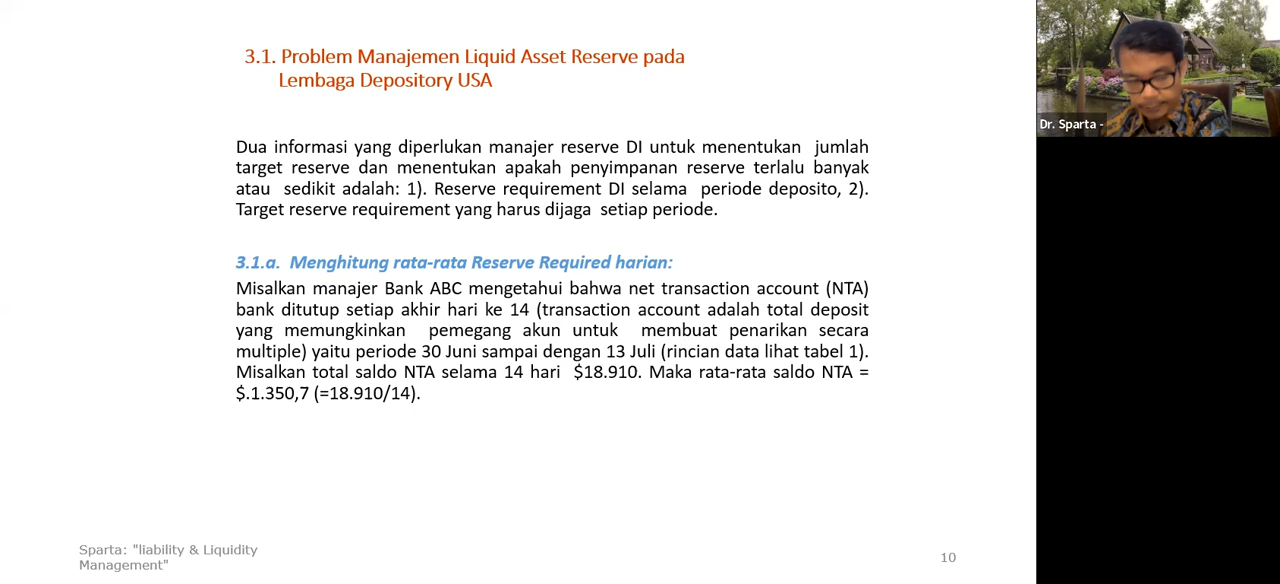 3.1. Problem Manajemen Liquid Asset Reserve pada
Lembaga Depository USA
Dua informasi yang diperlukan manajer reserve DI untuk menentukan jumlah
target reserve dan menentukan apakah penyimpanan reserve terlalu banyak
atau sedikit adalah: 1). Reserve requirement DI selama periode deposito, 2).
Target reserve requirement yang harus dijaga setiap periode.
3.1.a. Menghitung rata-rata Reserve Required harian:
Misalkan manajer Bank ABC mengetahui bahwa net transaction account (NTA)
bank ditutup setiap akhir hari ke 14 (transaction account adalah total deposit
yang memungkinkan pemegang akun untuk membuat penarikan secara
multiple) yaitu periode 30 Juni sampai dengan 13 Juli (rincian data lihat tabel 1).
Misalkan total saldo NTA selama 14 hari $18.910. Maka rata-rata saldo NTA =
$.1.350,7 (=18.910/14).
Sparta: "liability & Liquidity
Management"
10
Dr. Sparta -